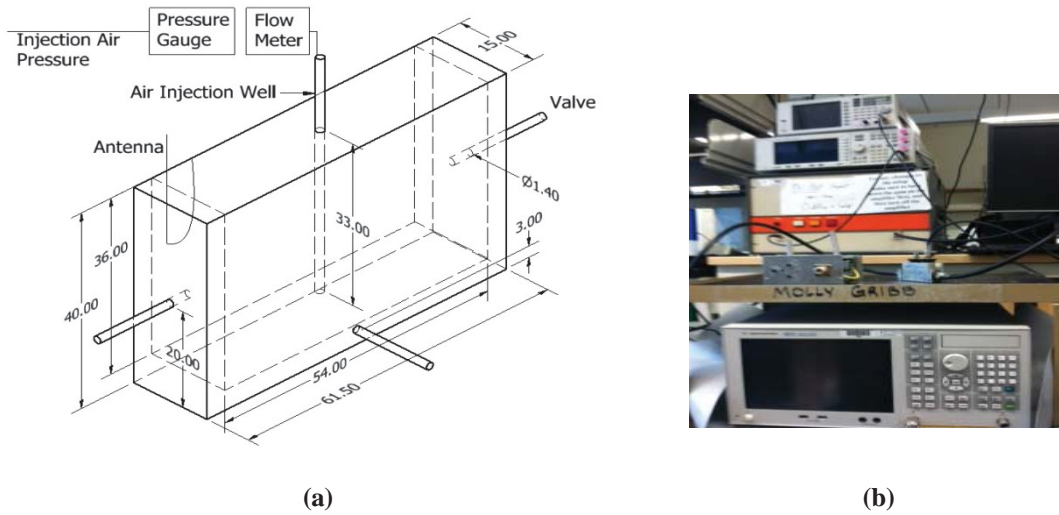 Injection Air
Pressure
Pressure
Gauge
Flow
Meter
Air Injection Well
Antenna
Valve
15.00
Ø1.40
3.00
33.00
36.00
40.00
20.00
54.00
61.50
MOLLY GRIBB
(a)
(b)